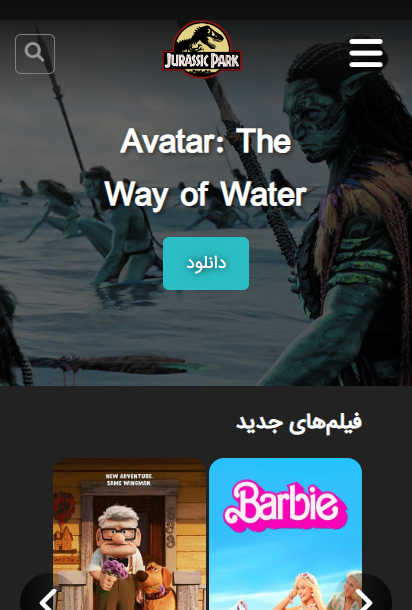 JURASSIC PARK
Avatar: The
Way of Water
دانلود
فیلم‌های جدید
NEW ADVENTURE.
SAME WINGMAN.
Barbie